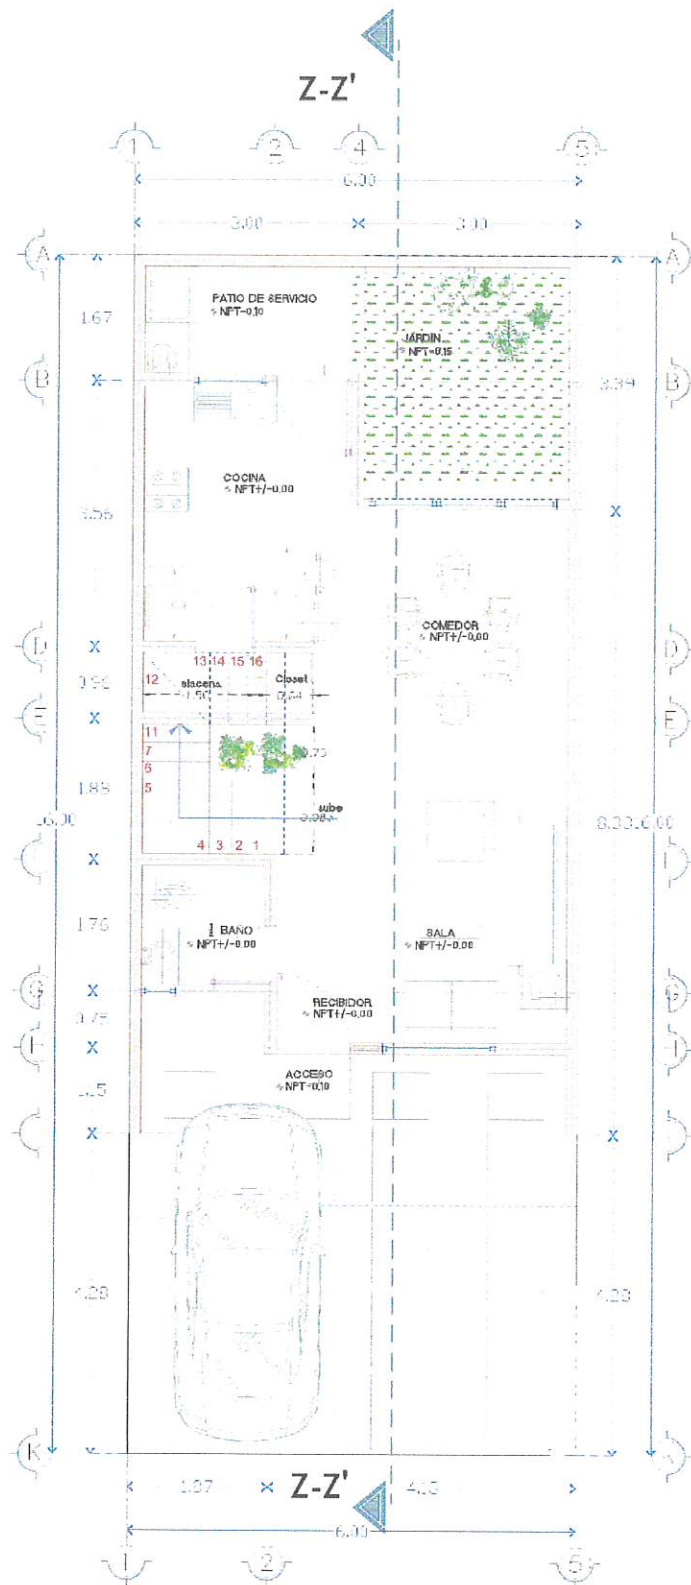 Z-Z'
1 2 4 5
6.00
3.00 3.00
A A
PATIO DE SERVICIO
NPT-0.10
1.67
JARDIN
NPT-0.15
B B
3.39
COCINA
NPT+/-0.00
COMEDOR
NPT+/-0.00
D D
13 14 15 16
12
alacena
Closet
1.50
E E
11
7
6
5
1.88
sube
4 3 2 1
1.76
BAÑO
NPT+/-0.00
SALA
NPT+/-0.00
G G
RECIBIDOR
NPT+/-0.00
ACCESO
NPT-0.10
4.28 4.28
K
Z-Z'
6.00
1 2 5